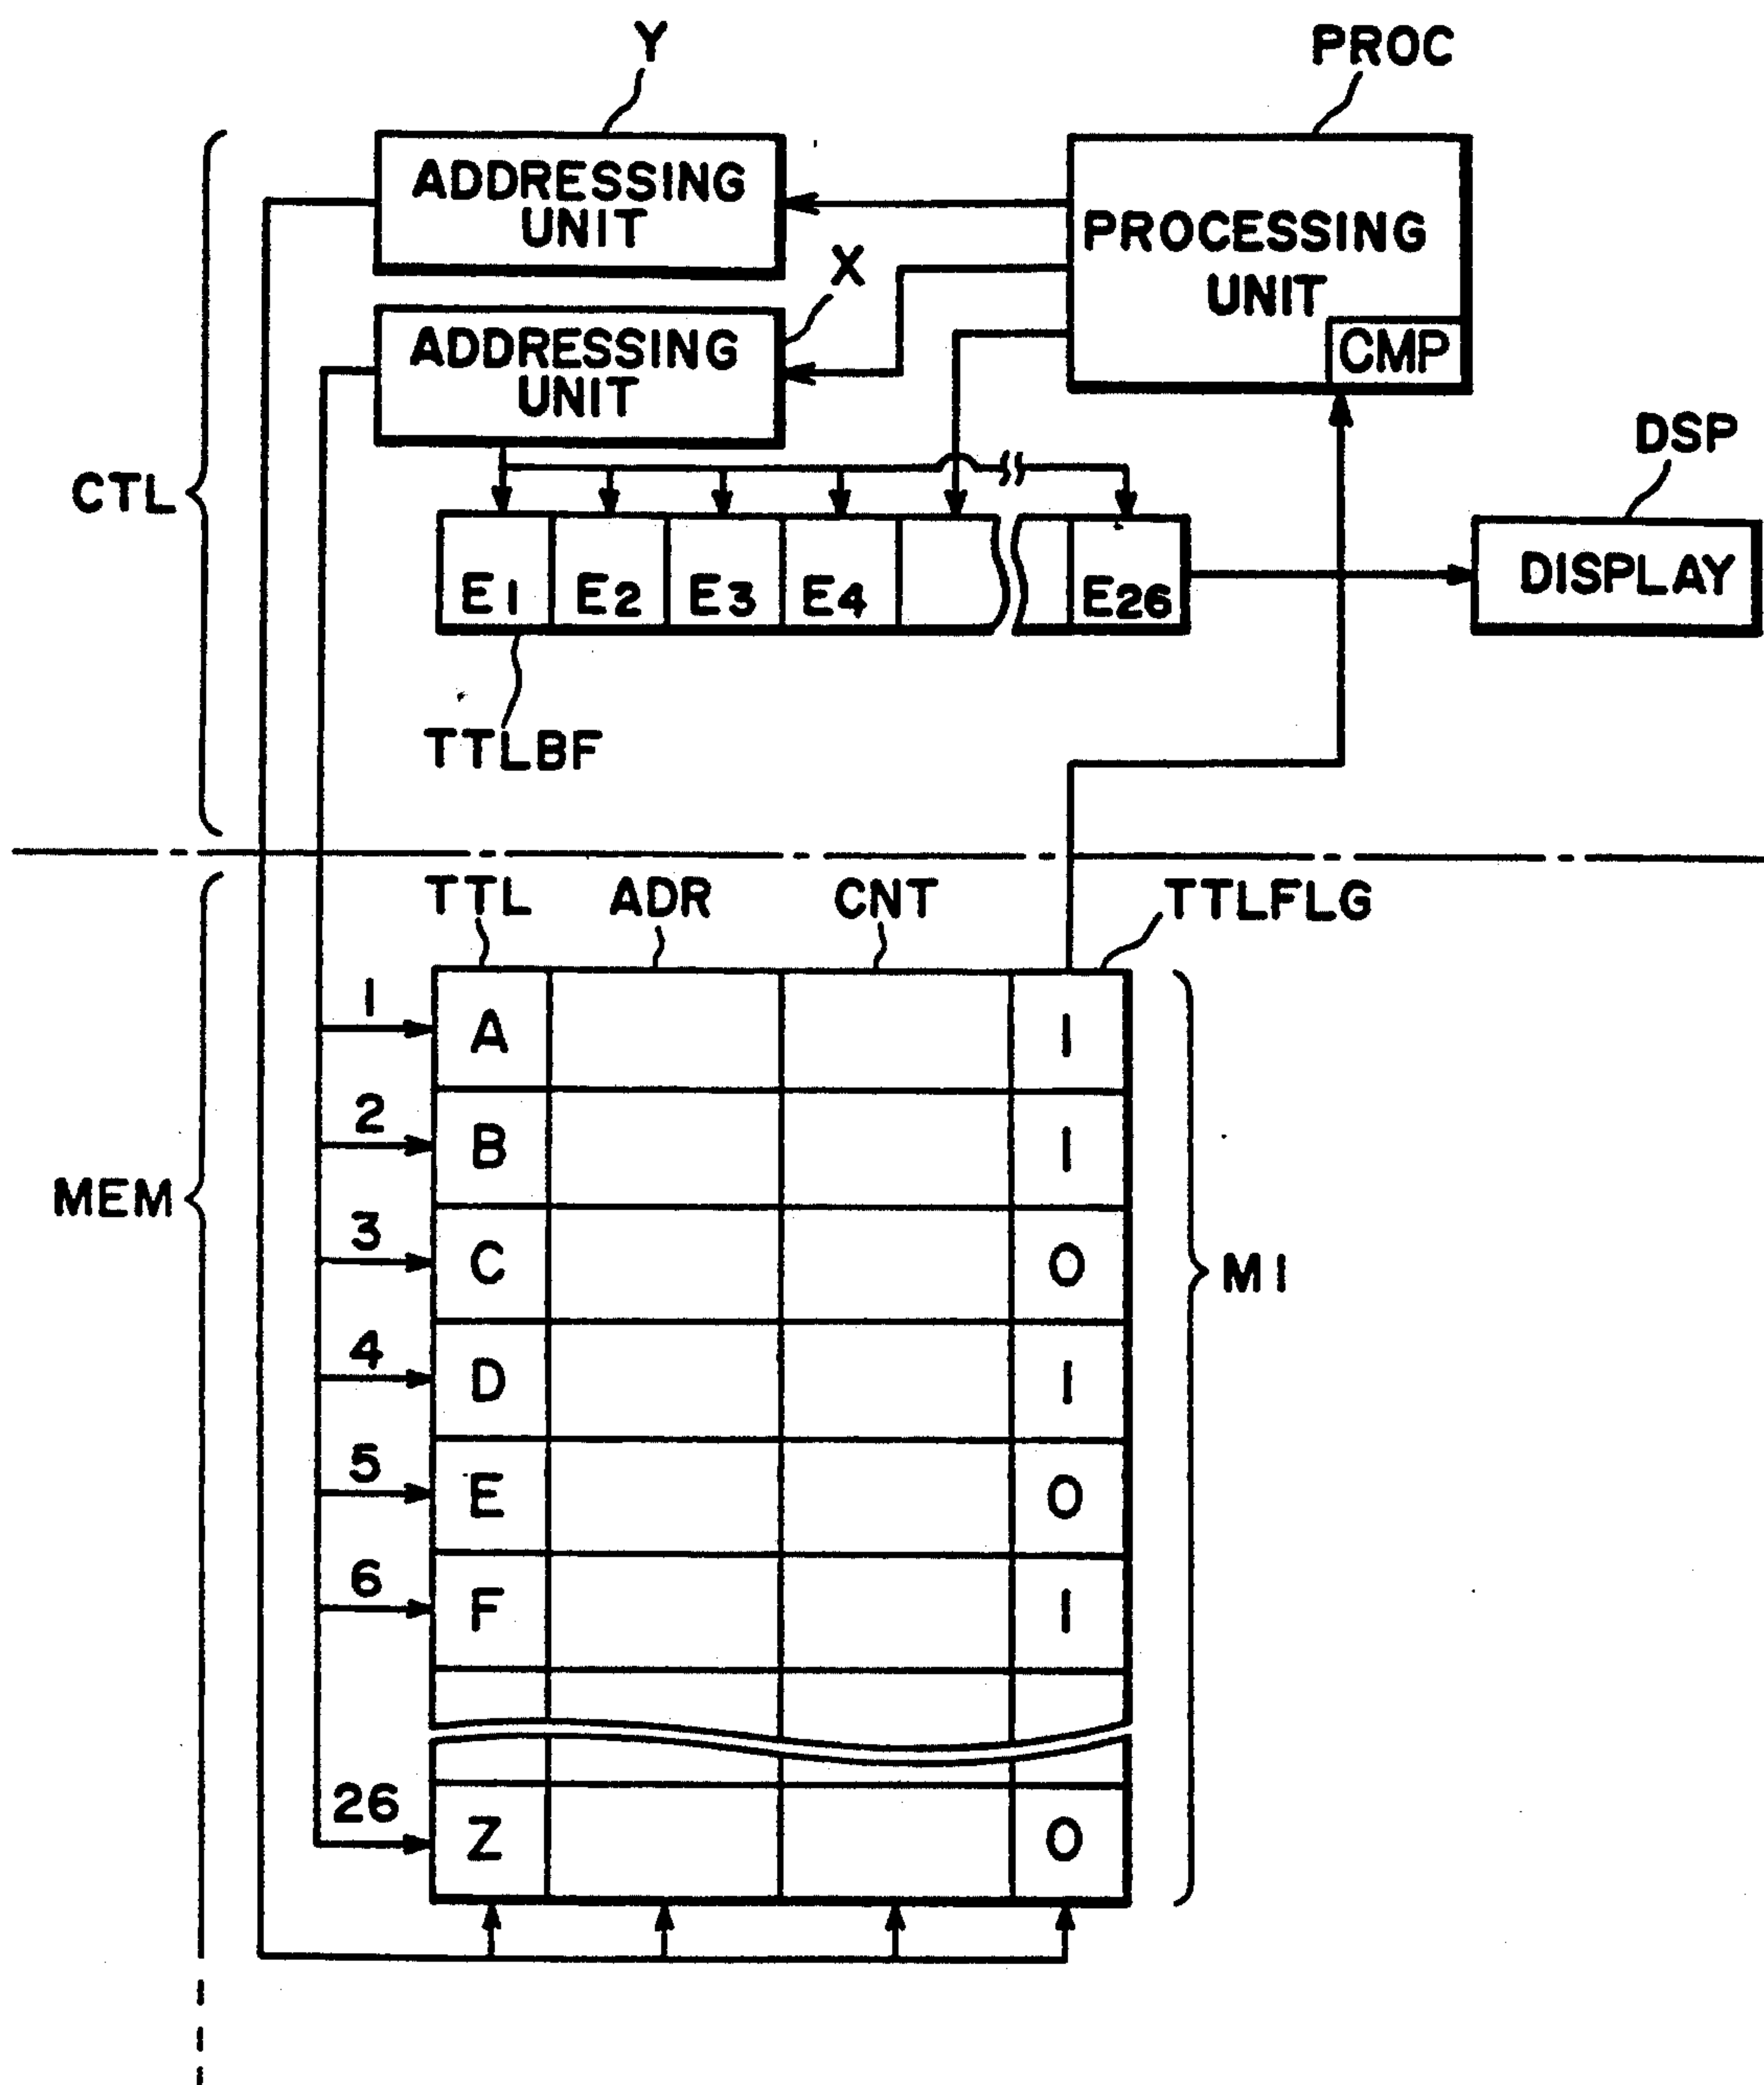 Y
PROC
ADDRESSING
UNIT
PROCESSING
UNIT
CMP
X
ADDRESSING
UNIT
CTL
DSP
E1 E2 E3 E4 E26
DISPLAY
TTLBF
TTL ADR CNT TTLFLG
1 A 1
2 B 1
MEM
3 C 0
M1
4 D 1
5 E 0
6 F 1
26 Z 0